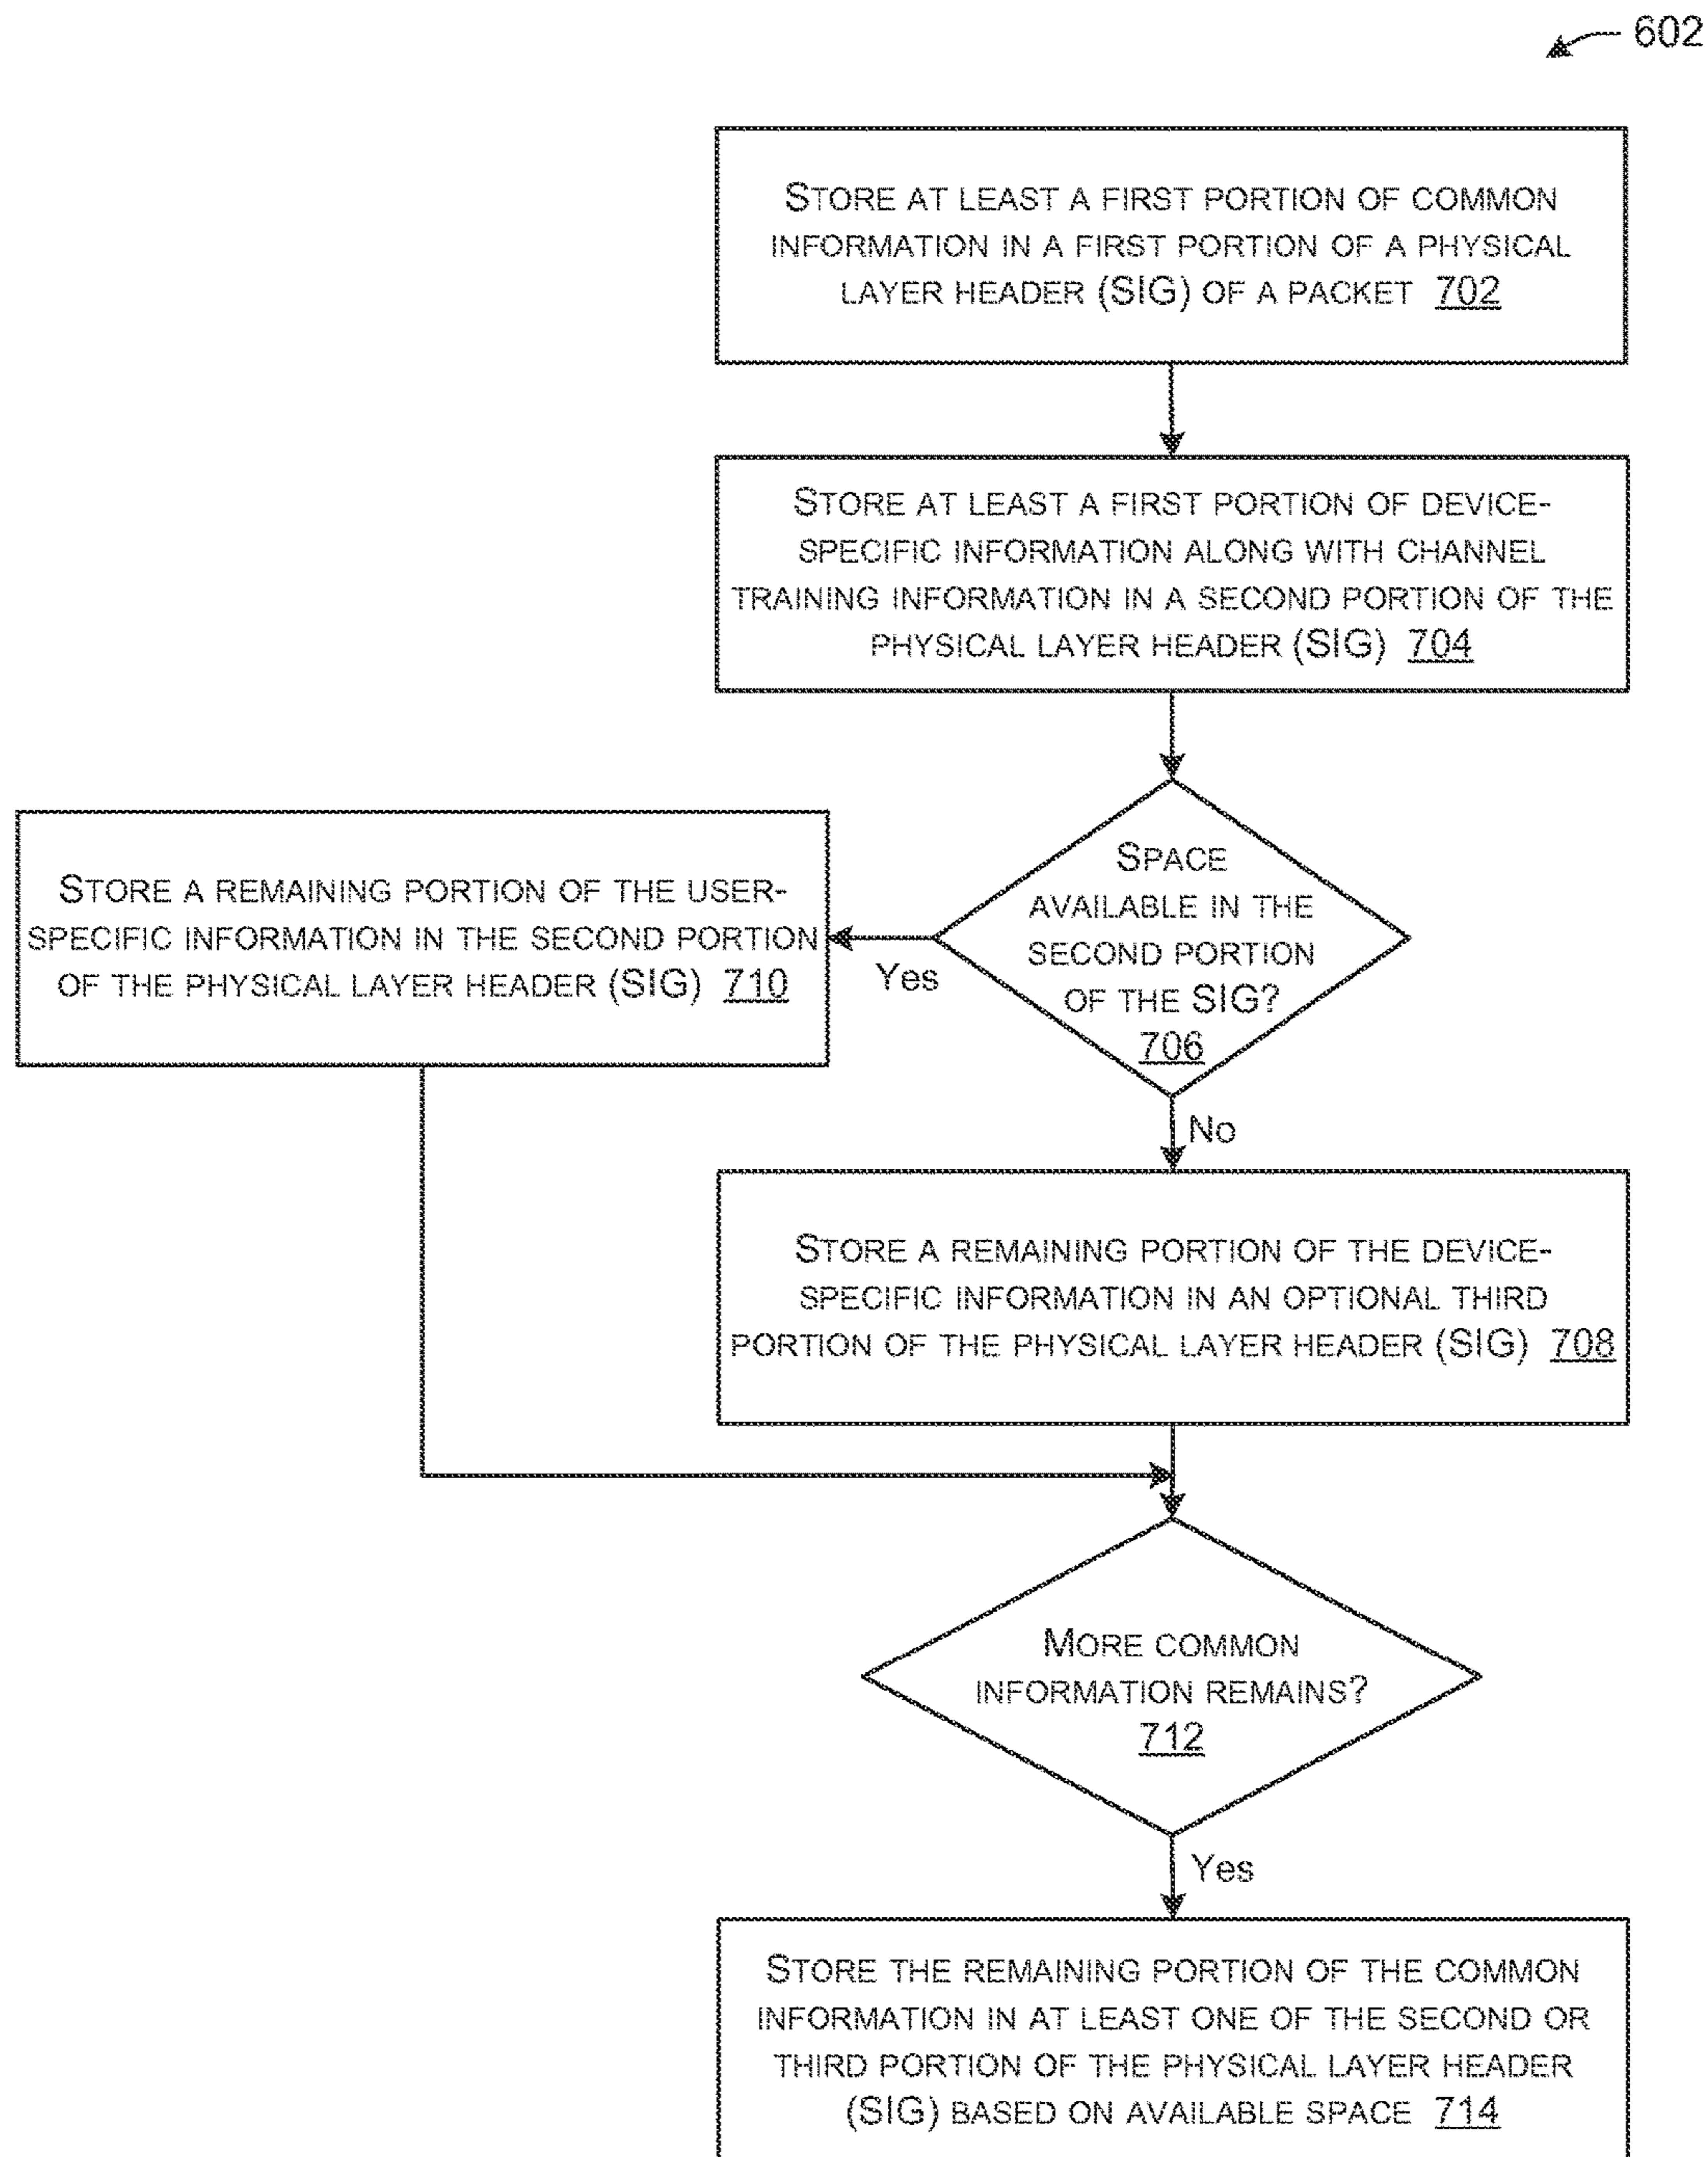 602
STORE AT LEAST A FIRST PORTION OF COMMON
INFORMATION IN A FIRST PORTION OF A PHYSICAL
LAYER HEADER (SIG) OF A PACKET 702
STORE AT LEAST A FIRST PORTION OF DEVICE-
SPECIFIC INFORMATION ALONG WITH CHANNEL
TRAINING INFORMATION IN A SECOND PORTION OF THE
PHYSICAL LAYER HEADER (SIG) 704
SPACE
AVAILABLE IN THE
SECOND PORTION
OF THE SIG?
706
Yes
STORE A REMAINING PORTION OF THE USER-
SPECIFIC INFORMATION IN THE SECOND PORTION
OF THE PHYSICAL LAYER HEADER (SIG) 710
No
STORE A REMAINING PORTION OF THE DEVICE-
SPECIFIC INFORMATION IN AN OPTIONAL THIRD
PORTION OF THE PHYSICAL LAYER HEADER (SIG) 708
MORE COMMON
INFORMATION REMAINS?
712
Yes
STORE THE REMAINING PORTION OF THE COMMON
INFORMATION IN AT LEAST ONE OF THE SECOND OR
THIRD PORTION OF THE PHYSICAL LAYER HEADER
(SIG) BASED ON AVAILABLE SPACE 714